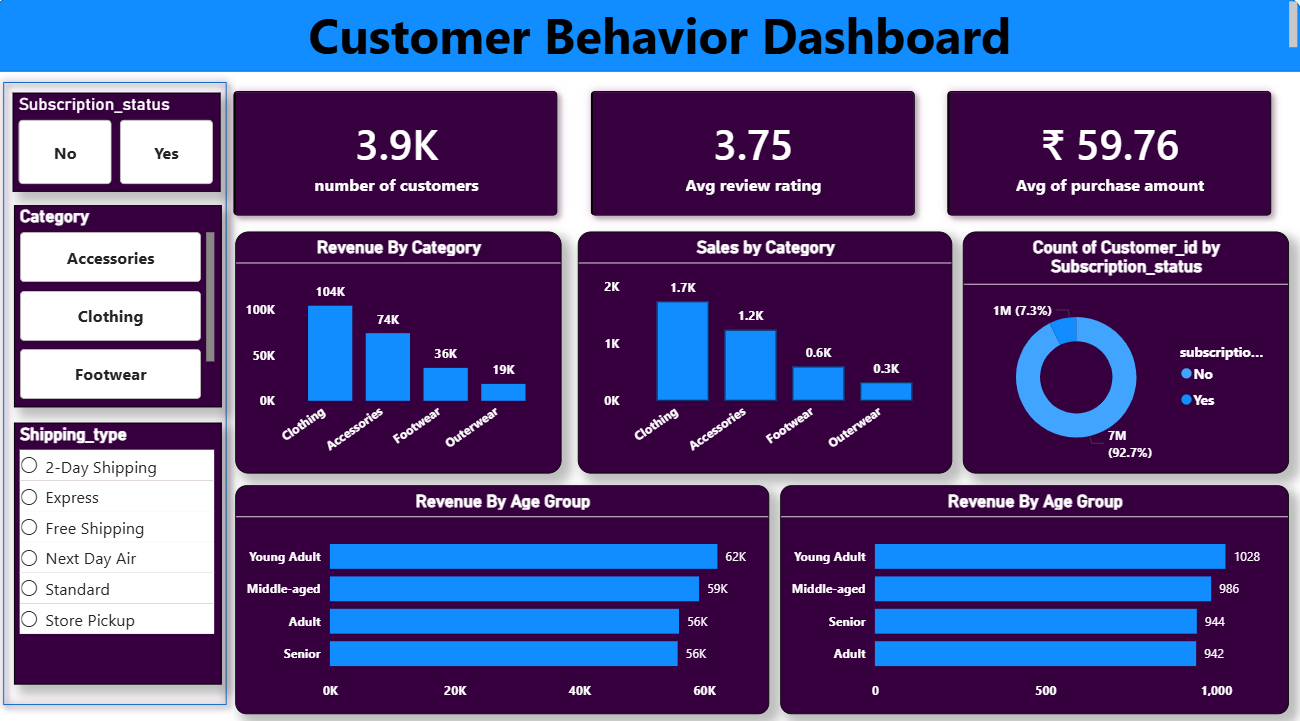 Customer Behavior Dashboard
Subscription_status
No
Yes
Category
Accessories
Clothing
Footwear
Shipping_type
2-Day Shipping
Express
Free Shipping
Next Day Air
Standard
Store Pickup
3.9K
number of customers
3.75
Avg review rating
₹ 59.76
Avg of purchase amount
Revenue By Category
100K
50K
0K
104K
74K
36K
19K
Clothing
Accessories
Footwear
Outerwear
Sales by Category
2K
1K
0K
1.7K
1.2K
0.6K
0.3K
Clothing
Accessories
Footwear
Outerwear
Count of Customer_id by
Subscription_status
1M (7.3%)
7M
(92.7%)
subscriptio...
No
Yes
Revenue By Age Group
Young Adult 62K
Middle-aged 59K
Adult 56K
Senior 56K
0K 20K 40K 60K
Revenue By Age Group
Young Adult 1028
Middle-aged 986
Senior 944
Adult 942
0 500 1,000